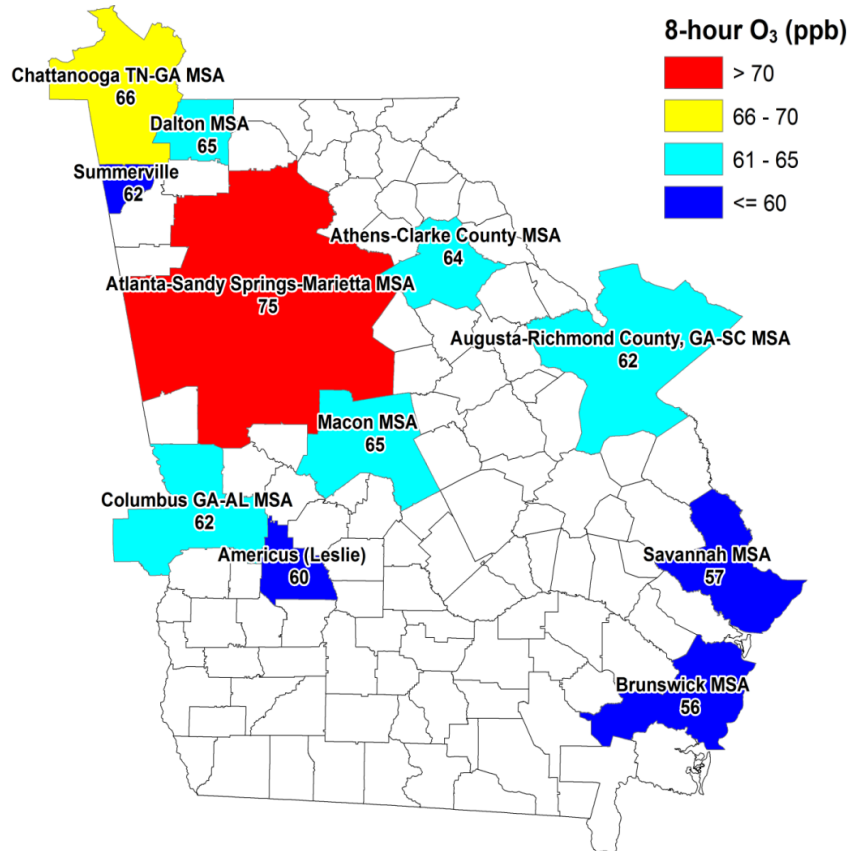 8-hour O₃ (ppb)
> 70
66 - 70
61 - 65
<= 60
Chattanooga TN-GA MSA
66
Dalton MSA
65
Summerville
62
Athens-Clarke County MSA
64
Atlanta-Sandy Springs-Marietta MSA
75
Augusta-Richmond County, GA-SC MSA
62
Macon MSA
65
Columbus GA-AL MSA
62
Americus (Leslie)
60
Savannah MSA
57
Brunswick MSA
56